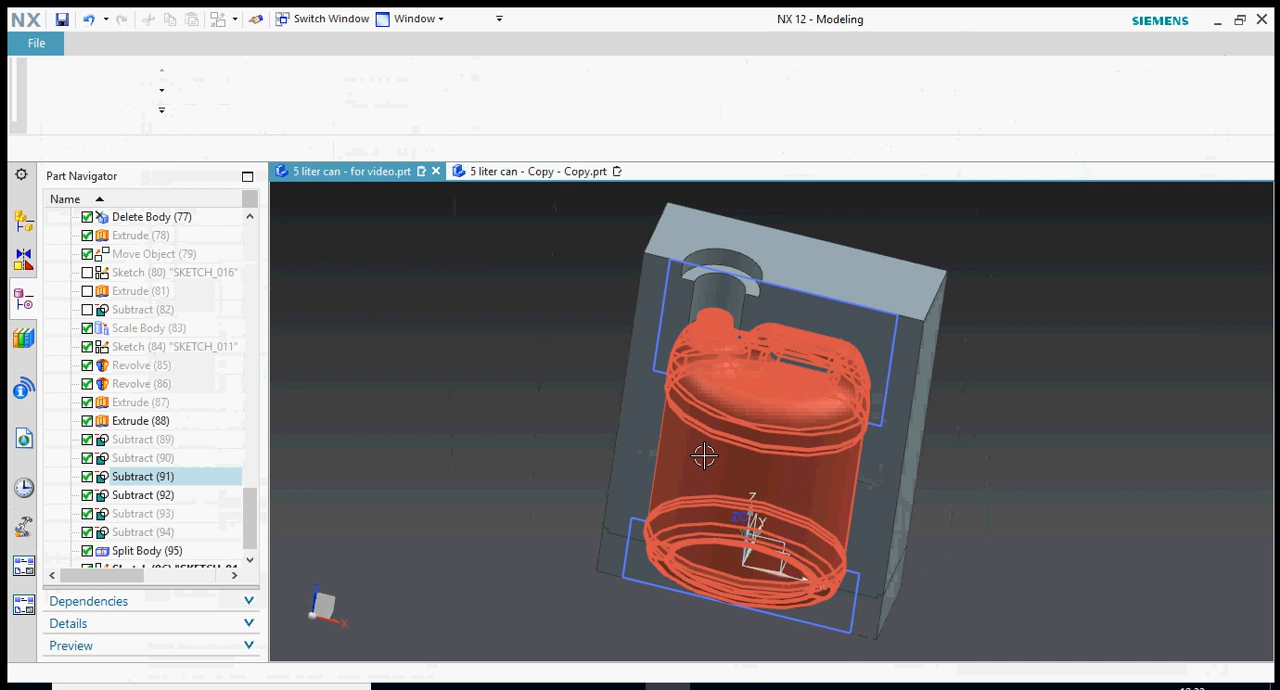 NX Switch Window Window NX 12 - Modeling SIEMENS
File
Part Navigator
5 liter can - for video.prt 5 liter can - Copy - Copy.prt
Name
Delete Body (77)
Extrude (78)
Move Object (79)
Sketch (80) "SKETCH_016"
Extrude (81)
Subtract (82)
Scale Body (83)
Sketch (84) "SKETCH_011"
Revolve (85)
Revolve (86)
Extrude (87)
Extrude (88)
Subtract (89)
Subtract (90)
Subtract (91)
Subtract (92)
Subtract (93)
Subtract (94)
Split Body (95)
Dependencies
Details
Preview
Z
ZC
Y
X